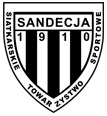 SANDECJA
1910
SIATKARSKIE
TOWARZYSTWO
SPORTOWE